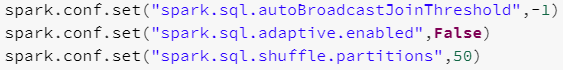 spark.conf.set("spark.sql.autoBroadcastJoinThreshold",-1)
spark.conf.set("spark.sql.adaptive.enabled",False)
spark.conf.set("spark.sql.shuffle.partitions",50)